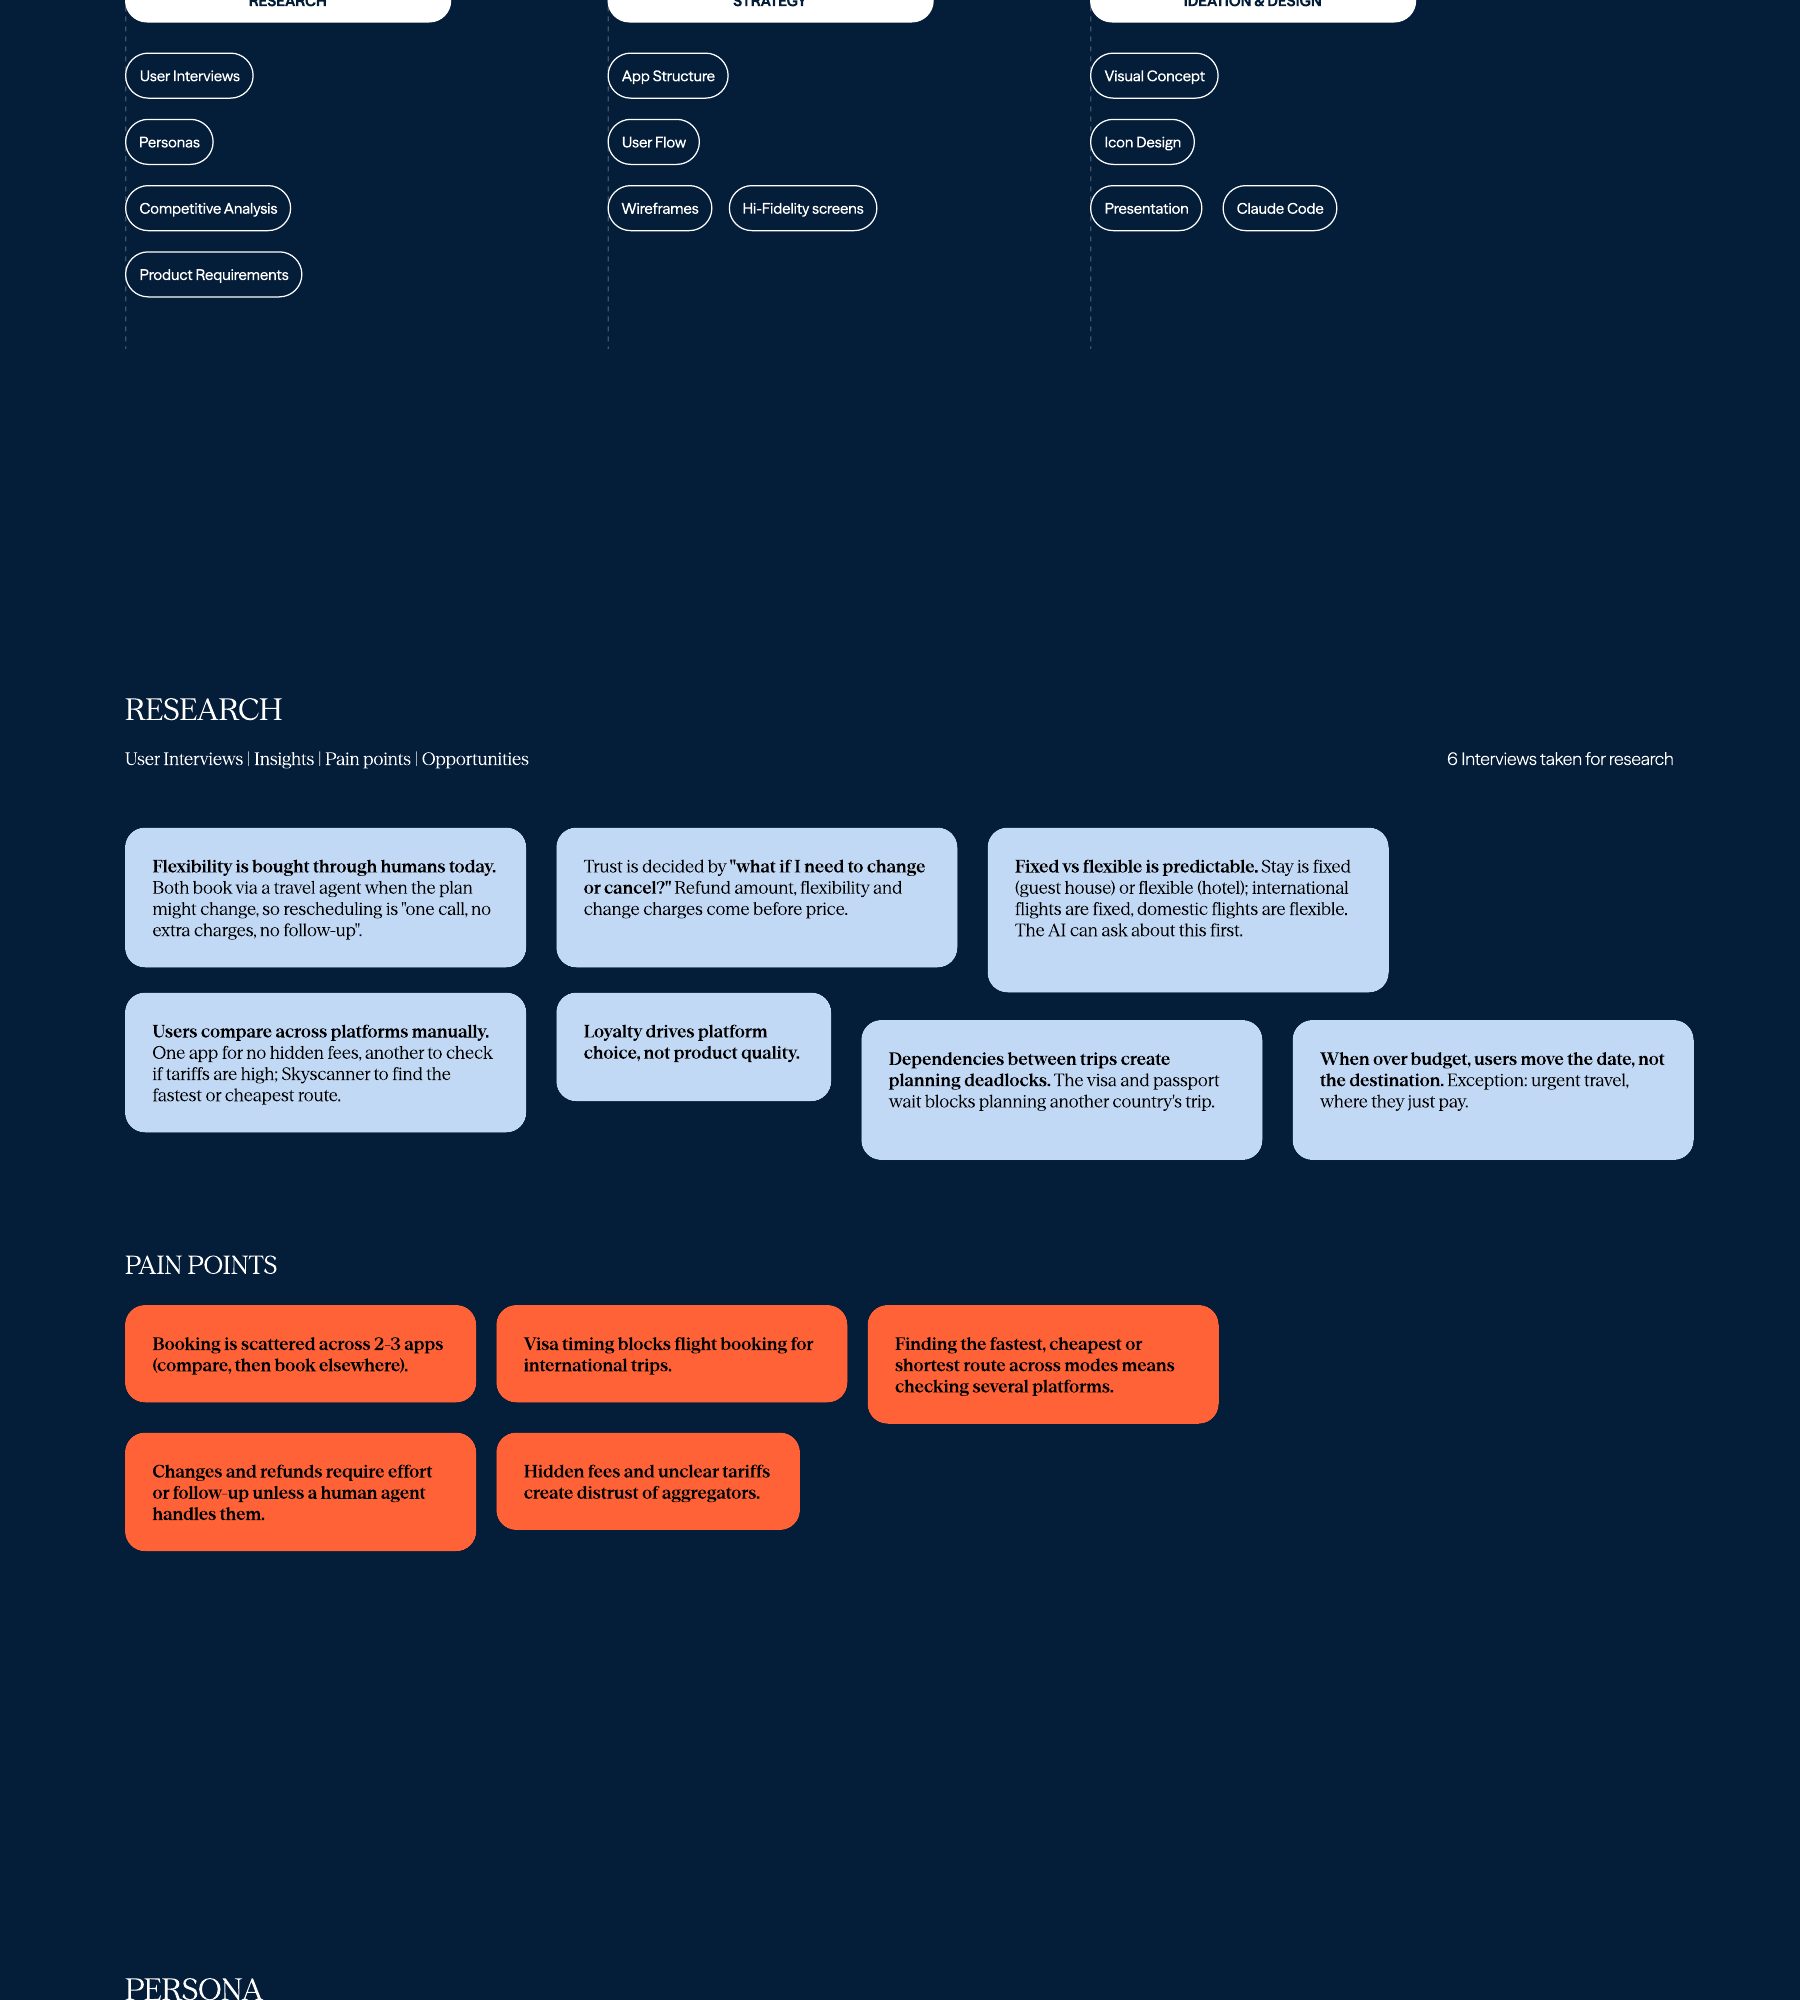 RESEARCH
STRATEGY
IDEATION & DESIGN
User Interviews
App Structure
Visual Concept
Personas
User Flow
Icon Design
Competitive Analysis
Wireframes
Hi-Fidelity screens
Presentation
Claude Code
Product Requirements
RESEARCH
User Interviews | Insights | Pain points | Opportunities
6 Interviews taken for research
Flexibility is bought through humans today.
Both book via a travel agent when the plan
might change, so rescheduling is "one call, no
extra charges, no follow-up".
Trust is decided by "what if I need to change
or cancel?" Refund amount, flexibility and
change charges come before price.
Fixed vs flexible is predictable. Stay is fixed
(guest house) or flexible (hotel); international
flights are fixed, domestic flights are flexible.
The AI can ask about this first.
Users compare across platforms manually.
One app for no hidden fees, another to check
if tariffs are high; Skyscanner to find the
fastest or cheapest route.
Loyalty drives platform
choice, not product quality.
Dependencies between trips create
planning deadlocks. The visa and passport
wait blocks planning another country's trip.
When over budget, users move the date, not
the destination. Exception: urgent travel,
where they just pay.
PAIN POINTS
Booking is scattered across 2-3 apps
(compare, then book elsewhere).
Visa timing blocks flight booking for
international trips.
Finding the fastest, cheapest or
shortest route across modes means
checking several platforms.
Changes and refunds require effort
or follow-up unless a human agent
handles them.
Hidden fees and unclear tariffs
create distrust of aggregators.
PERSONA